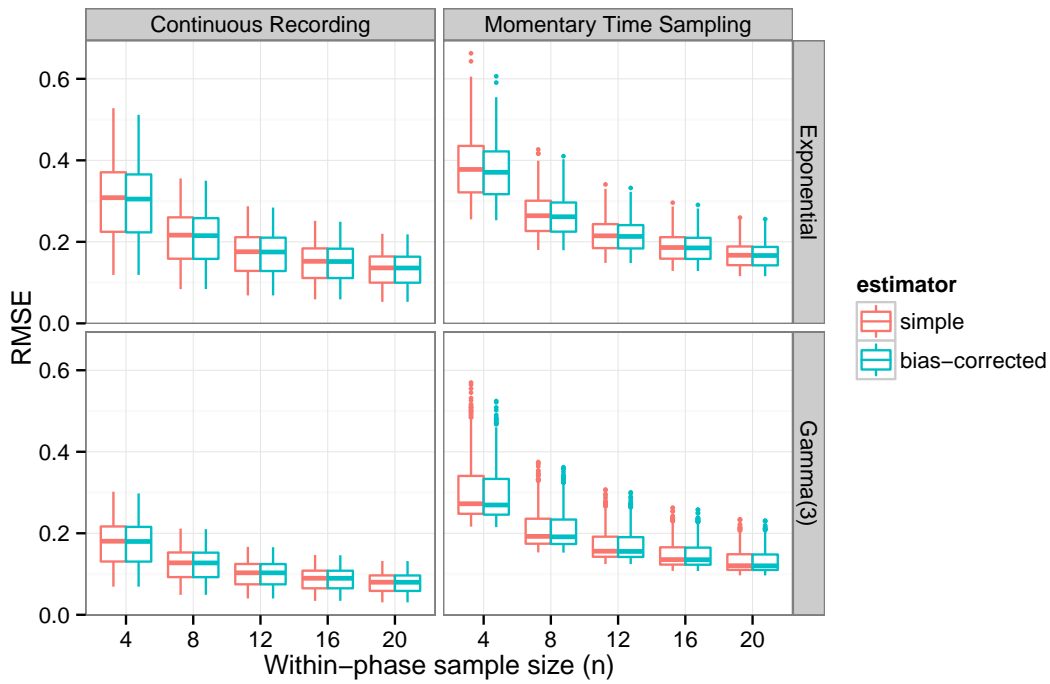 Continuous Recording
Momentary Time Sampling
0.6
0.4
0.2
0.0
Exponential
0.6
0.4
0.2
0.0
Gamma(3)
RMSE
4 8 12 16 20
4 8 12 16 20
Within−phase sample size (n)
estimator
simple
bias−corrected